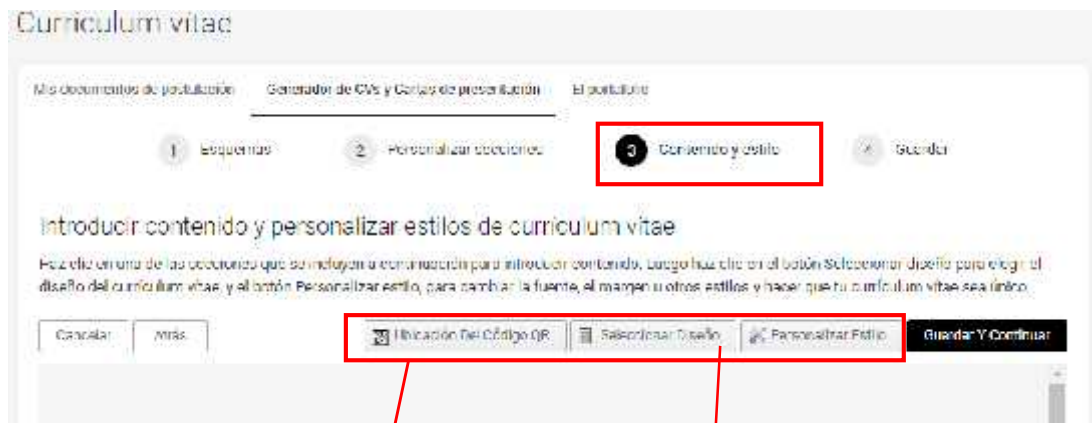 Curriculum vitae
Mis documentos de postulación Generador de CVs y Cartas de presentación El portafolio
1 Esquemas 2 Personalizar secciones 3 Contenido y estilo 4 Guardar
Introducir contenido y personalizar estilos de curriculum vitae
Haz clic en una de las secciones que se incluyen a continuación para introducir contenido. Luego haz clic en el botón Seleccionar diseño para elegir el
diseño del currículum vitae, y el botón Personalizar estilo, para cambiar la fuente, el margen u otros estilos y hacer que tu currículum vitae sea único.
Cancelar Atrás Ubicación Del Código QR Seleccionar Diseño Personalizar Estilo Guardar Y Continuar